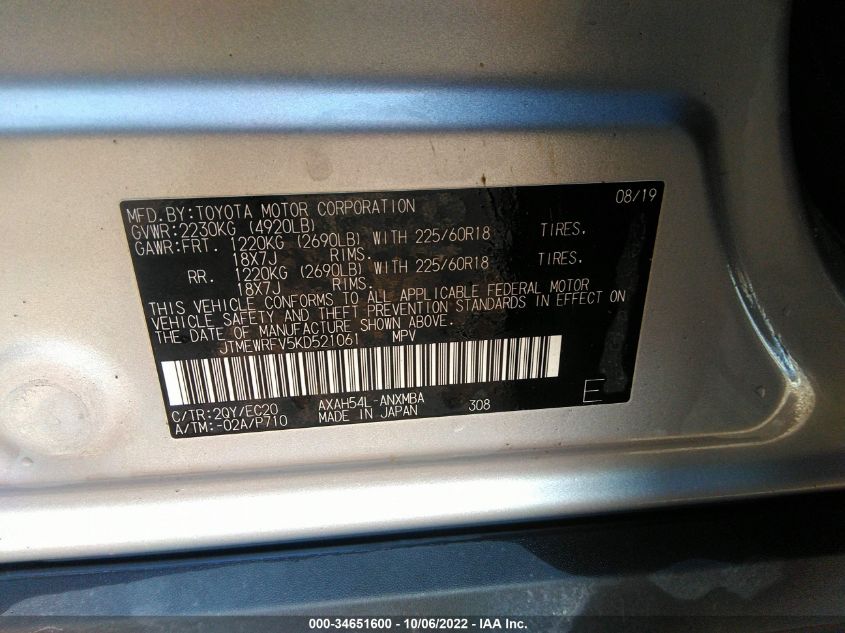 MFD.BY:TOYOTA MOTOR CORPORATION 08/19
GVWR:2230KG (4920LB)
GAWR:FRT. 1220KG (2690LB) WITH 225/60R18 TIRES.
18X7J RIMS.
RR. 1220KG (2690LB) WITH 225/60R18 TIRES.
18X7J RIMS.
THIS VEHICLE CONFORMS TO ALL APPLICABLE FEDERAL MOTOR
VEHICLE SAFETY AND THEFT PREVENTION STANDARDS IN EFFECT ON
THE DATE OF MANUFACTURE SHOWN ABOVE.
JTMEWRFV5KD521061 MPV
C/TR:2QY/EC20 AXAH54L-ANXMBA 308 E
A/TM:-02A/P710 MADE IN JAPAN
000-34651600 - 10/06/2022 - IAA Inc.